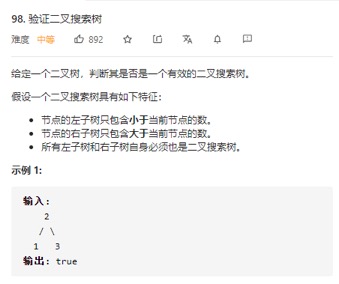 98. 验证二叉搜索树
难度 中等 892
给定一个二叉树，判断其是否是一个有效的二叉搜索树。
假设一个二叉搜索树具有如下特征：
节点的左子树只包含小于当前节点的数。
节点的右子树只包含大于当前节点的数。
所有左子树和右子树自身必须也是二叉搜索树。
示例 1:
输入:
2
/ \
1 3
输出: true